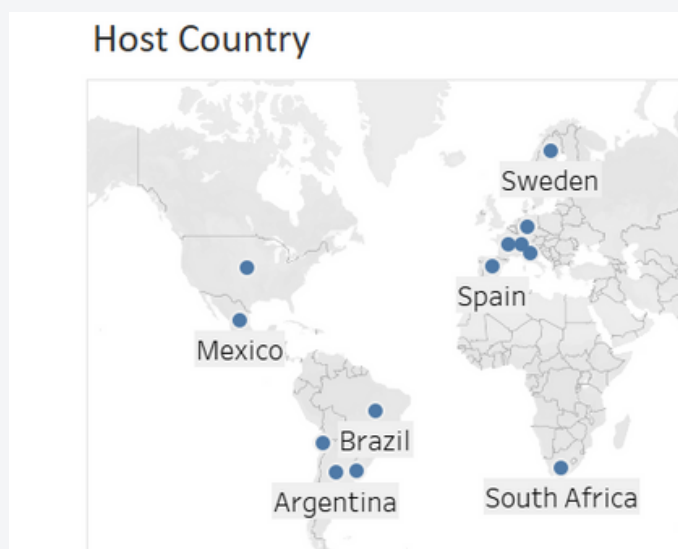 Host Country
Sweden
Spain
Mexico
Brazil
Argentina
South Africa